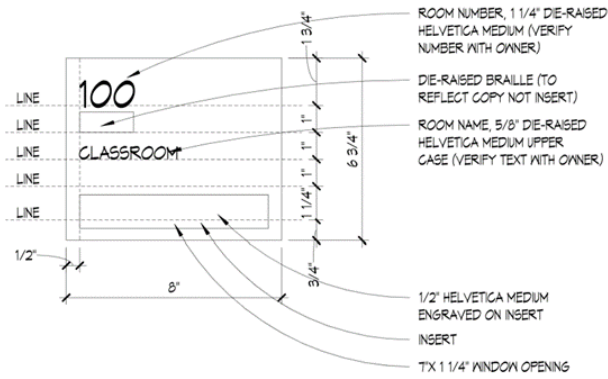 ROOM NUMBER, 1 1/4" DIE-RAISED
HELVETICA MEDIUM (VERIFY
NUMBER WITH OWNER)
1 3/4"
100
DIE-RAISED BRAILLE (TO
REFLECT COPY NOT INSERT)
LINE
LINE
1"
ROOM NAME, 5/8" DIE-RAISED
HELVETICA MEDIUM UPPER
CASE (VERIFY TEXT WITH OWNER)
LINE
CLASSROOM
1"
6 3/4"
LINE
1"
LINE
1 1/4"
1/2"
3/4"
8"
1/2" HELVETICA MEDIUM
ENGRAVED ON INSERT
INSERT
7"X 1 1/4" WINDOW OPENING